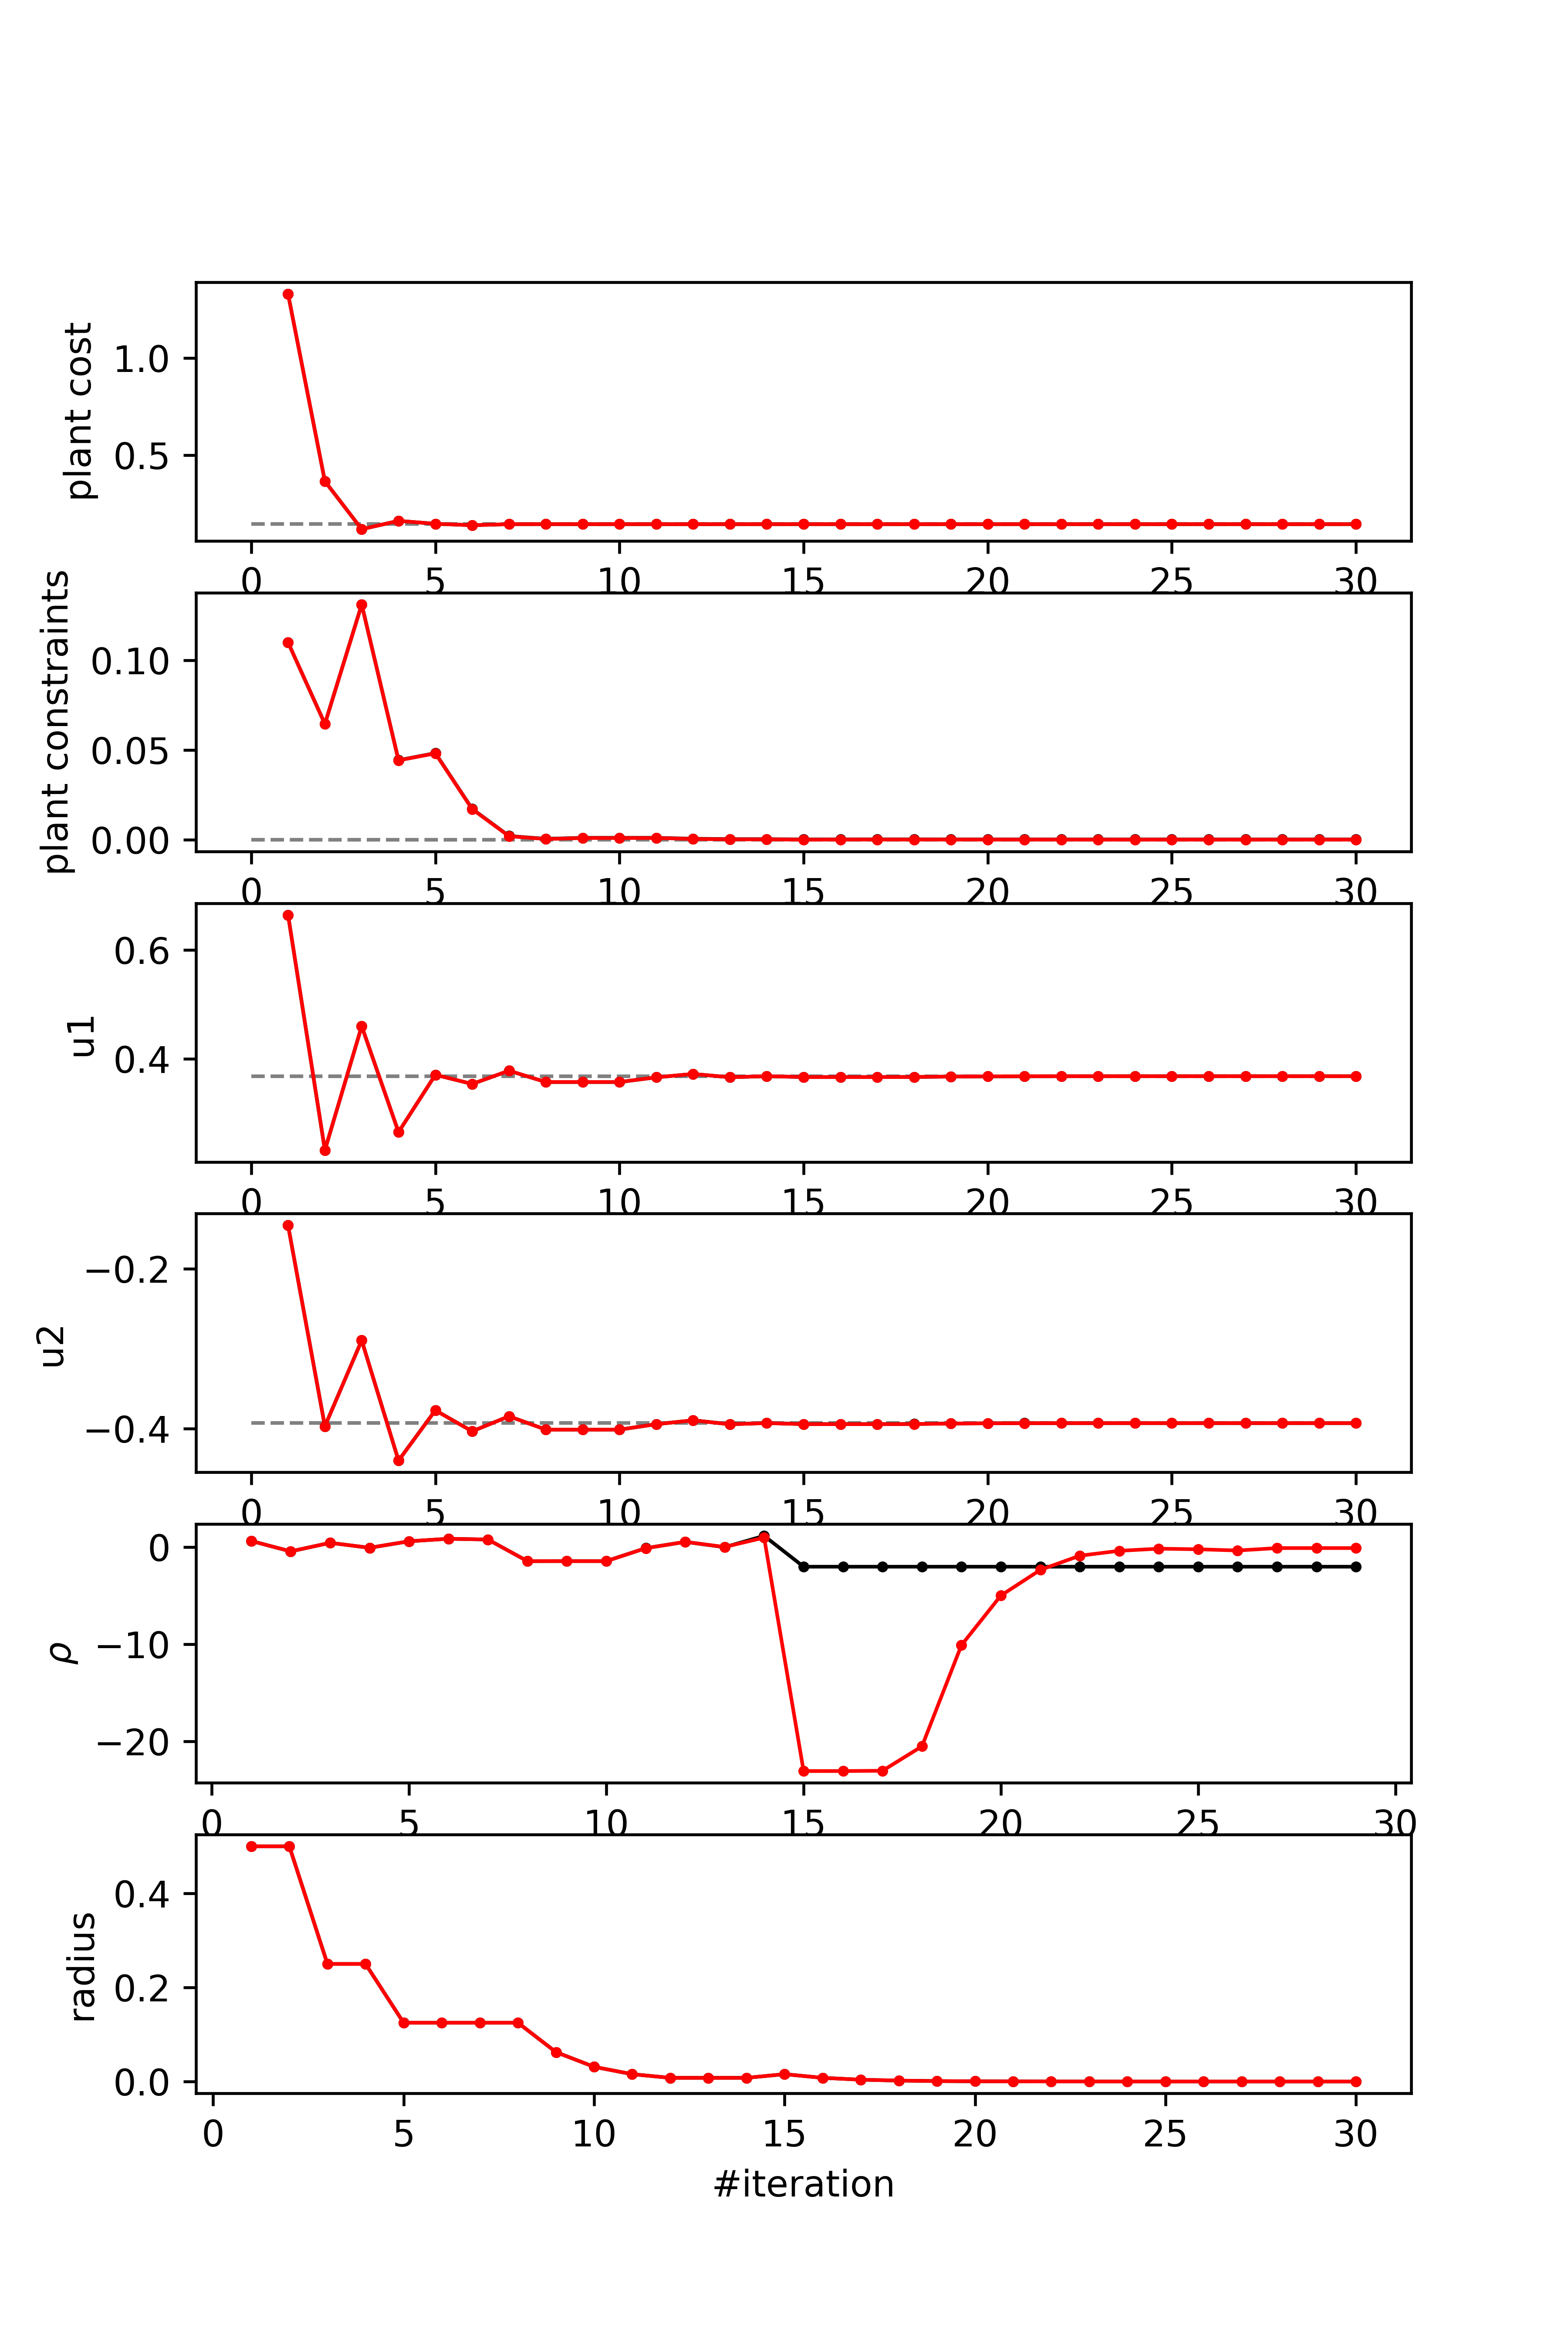 plant cost
1.0
0.5
0 5 10 15 20 25 30
plant constraints
0.10
0.05
0.00
0 5 10 15 20 25 30
u1
0.6
0.4
0 5 10 15 20 25 30
u2
−0.2
−0.4
0 5 10 15 20 25 30
ρ
0
−10
−20
0 5 10 15 20 25 30
radius
0.4
0.2
0.0
0 5 10 15 20 25 30
#iteration